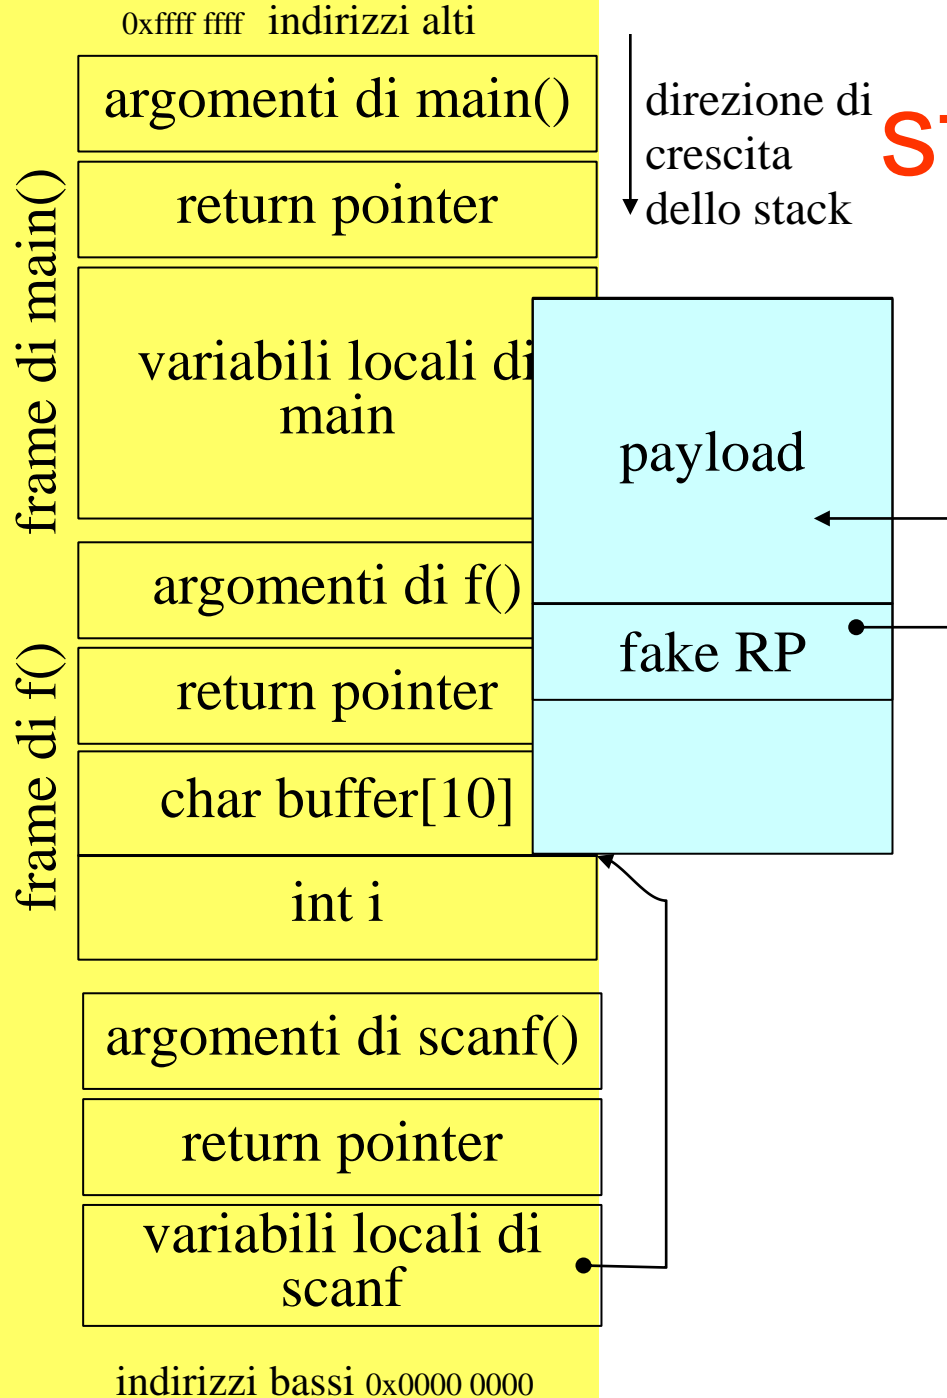 0xffff ffff indirizzi alti
argomenti di main()
direzione di
crescita
dello stack
return pointer
frame di main()
variabili locali di
main
payload
argomenti di f()
fake RP
return pointer
frame di f()
char buffer[10]
int i
argomenti di scanf()
return pointer
variabili locali di
scanf
indirizzi bassi 0x0000 0000